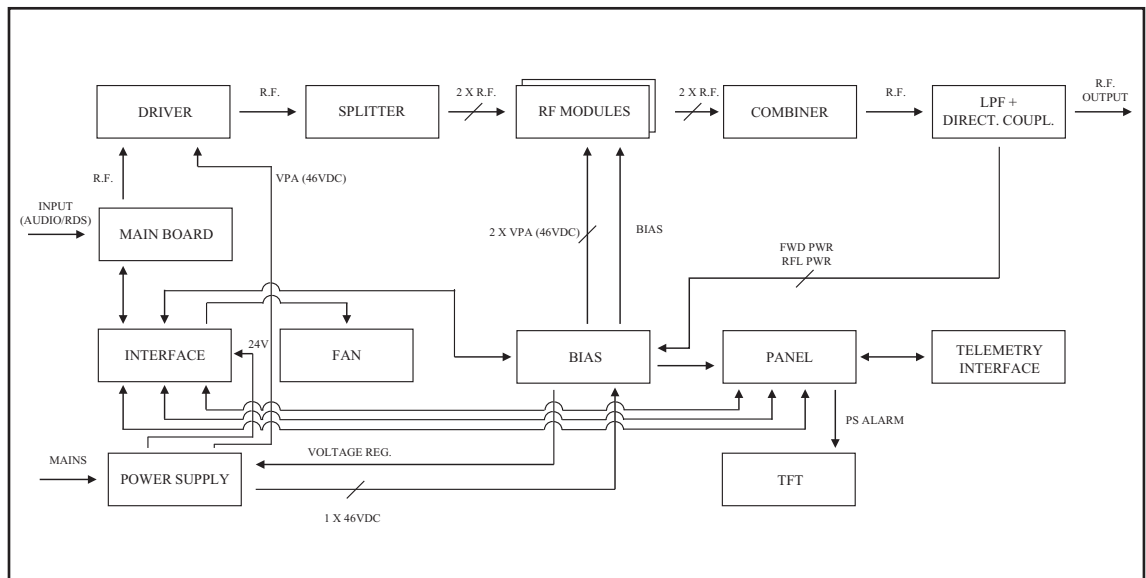 R.F.
2 X R.F.
2 X R.F.
R.F.
R.F.
OUTPUT
DRIVER
SPLITTER
RF MODULES
COMBINER
LPF +
DIRECT. COUPL.
R.F.
VPA (46VDC)
INPUT
(AUDIO/RDS)
MAIN BOARD
2 X VPA (46VDC)
BIAS
FWD PWR
RFL PWR
24V
INTERFACE
FAN
BIAS
PANEL
TELEMETRY
INTERFACE
PS ALARM
MAINS
VOLTAGE REG.
POWER SUPPLY
TFT
1 X 46VDC